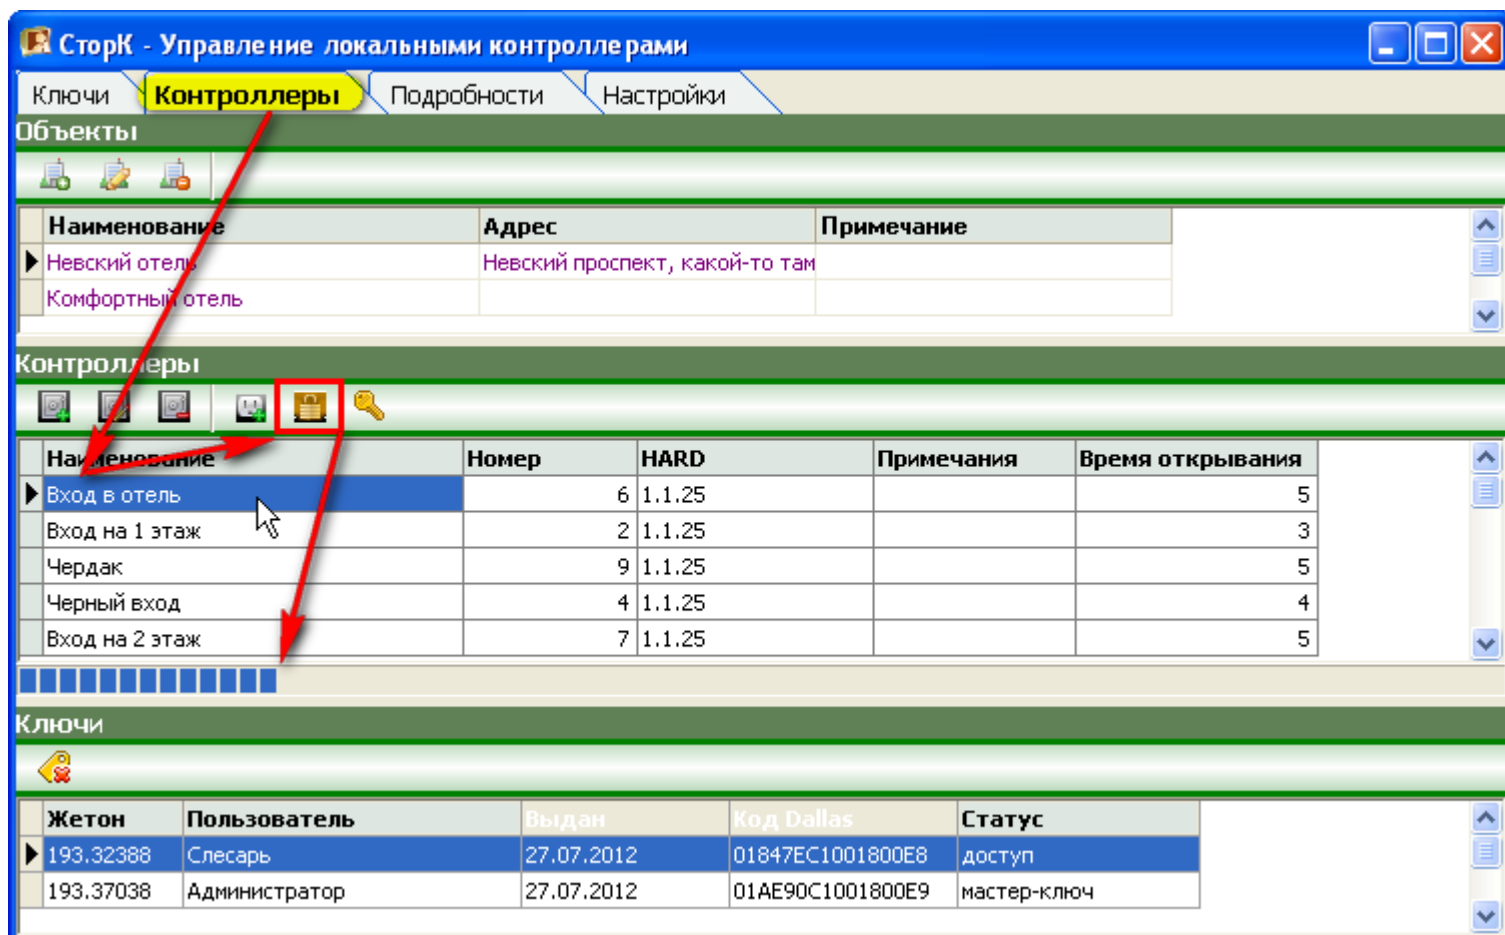 СторК - Управление локальными контроллерами
Ключи Контроллеры Подробности Настройки
Объекты
Наименование Адрес Примечание
Невский отель Невский проспект, какой-то там
Комфортный отель
Контроллеры
Наименование Номер HARD Примечания Время открывания
Вход в отель 6 1.1.25 5
Вход на 1 этаж 2 1.1.25 3
Чердак 9 1.1.25 5
Черный вход 4 1.1.25 4
Вход на 2 этаж 7 1.1.25 5
Ключи
Жетон Пользователь Выдан Код Dallas Статус
193.32388 Слесарь 27.07.2012 01847EC1001800E8 доступ
193.37038 Администратор 27.07.2012 01AE90C1001800E9 мастер-ключ